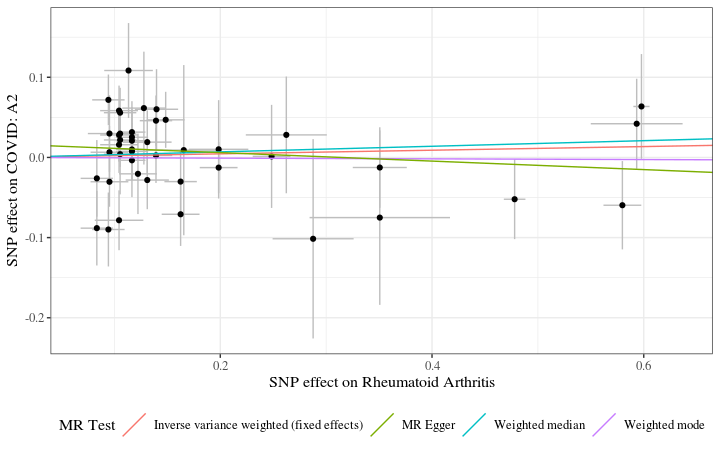 SNP effect on COVID: A2
0.1
0.0
-0.1
-0.2
0.2
0.4
0.6
SNP effect on Rheumatoid Arthritis
MR Test
Inverse variance weighted (fixed effects)
MR Egger
Weighted median
Weighted mode